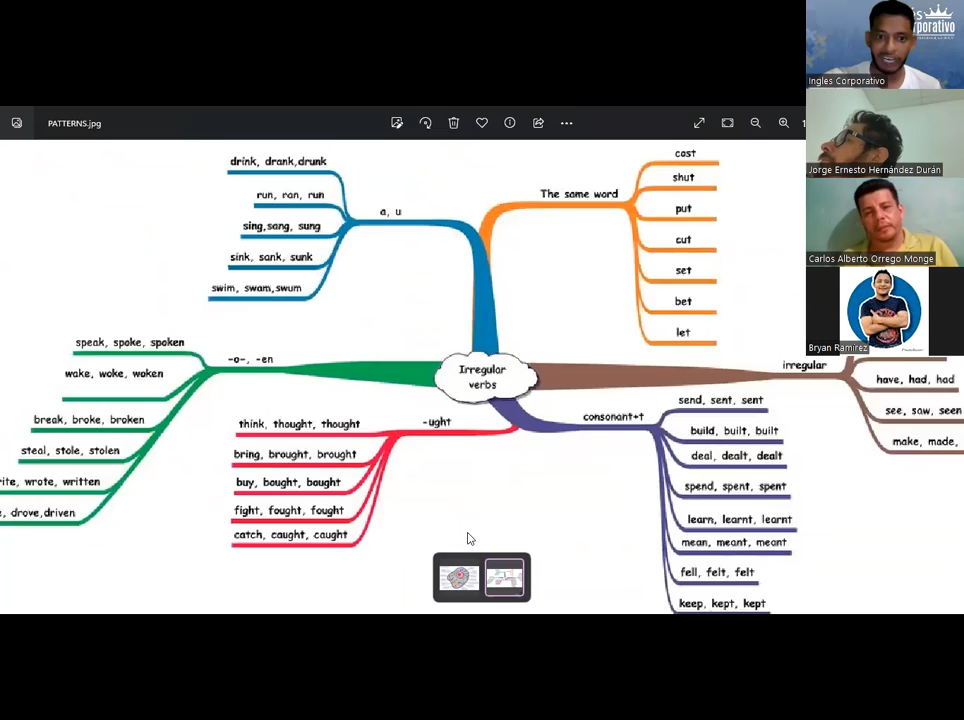 és
rporativo
Ingles Corporativo
Jorge Ernesto Hernández Durán
Carlos Alberto Orrego Monge
Bryan Ramirez
PATTERNS.jpg
1
drink, drank,drunk
run, ran, run
sing,sang, sung
sink, sank, sunk
swim, swam,swum
a, u
The same word
cost
shut
put
cut
set
bet
let
speak, spoke, spoken
wake, woke, woken
break, broke, broken
steal, stole, stolen
rite, wrote, written
e, drove,driven
-o-, -en
Irregular
verbs
irregular
have, had, had
see, saw, seen
make, made,
think, thought, thought
bring, brought, brought
buy, bought, bought
fight, fought, fought
catch, caught, caught
-ught
consonant+t
send, sent, sent
build, built, built
deal, dealt, dealt
spend, spent, spent
learn, learnt, learnt
mean, meant, meant
fell, felt, felt
keep, kept, kept